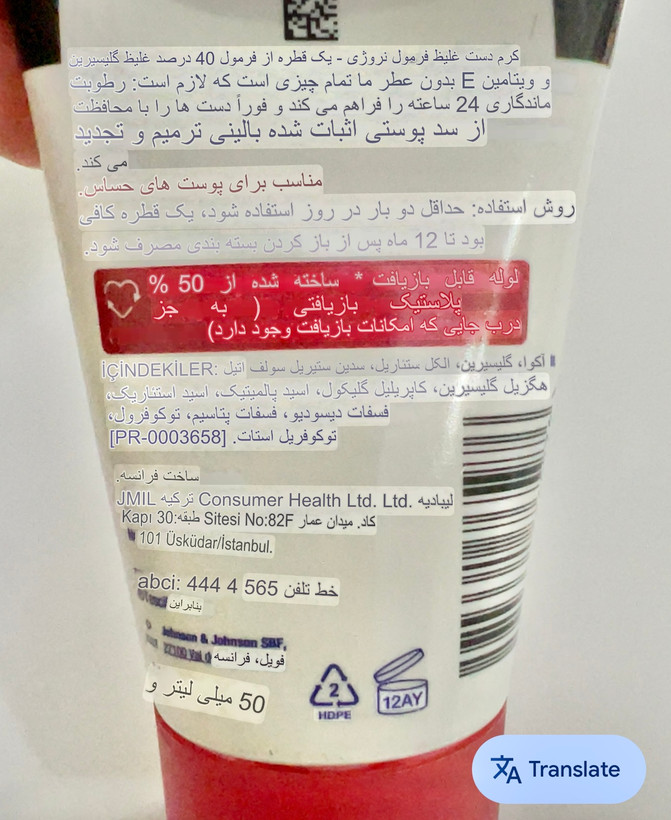 کرم دست غلیظ فرمول نروژی - یک قطره از فرمول 40 درصد غلیظ گلیسیرین
و ویتامین E بدون عطر ما تمام چیزی است که لازم است: رطوبت
ماندگاری 24 ساعته را فراهم می کند و فوراً دست ها را با محافظت
از سد پوستی اثبات شده بالینی ترمیم و تجدید
می کند.
مناسب برای پوست های حساس.
روش استفاده: حداقل دو بار در روز استفاده شود، یک قطره کافی
بود تا 12 ماه پس از باز کردن بسته بندی مصرف شود.
لوله قابل بازیافت * ساخته شده از 50 %
پلاستیک بازیافتی ( به جز
درب جایی که امکانات بازیافت وجود دارد)
İÇİNDEKİLER: آکوا، گلیسیرین، الکل ستناریل، سدین ستیریل سولف اتیل
هگزیل گلیسیرین، کاپریلیل گلیکول، اسید پالمیتیک، اسید استئاریک،
فسفات دیسودیو، فسفات پتاسیم، توکوفرول،
توکوفریل استات. [PR-0003658]
ساخت فرانسه.
لیبادیه JMIL ترکیه Consumer Health Ltd. Ltd.
کاد. میدان عمار Sitesi No:82F طبقه:30 Kapı
101 Üsküdar/İstanbul.
خط تلفن abci: 444 4 565
بنابراین
Johnson & Johnson SBF,
فویل، فرانسه
50 میلی لیتر و
2
HDPE
12AY
Translate